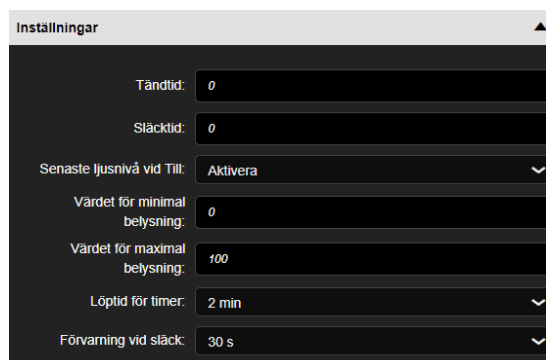 Inställningar
Tändtid: 0
Släcktid: 0
Senaste ljusnivå vid Till: Aktivera
Värdet för minimal
belysning: 0
Värdet för maximal
belysning: 100
Löptid för timer: 2 min
Förvarning vid släck: 30 s